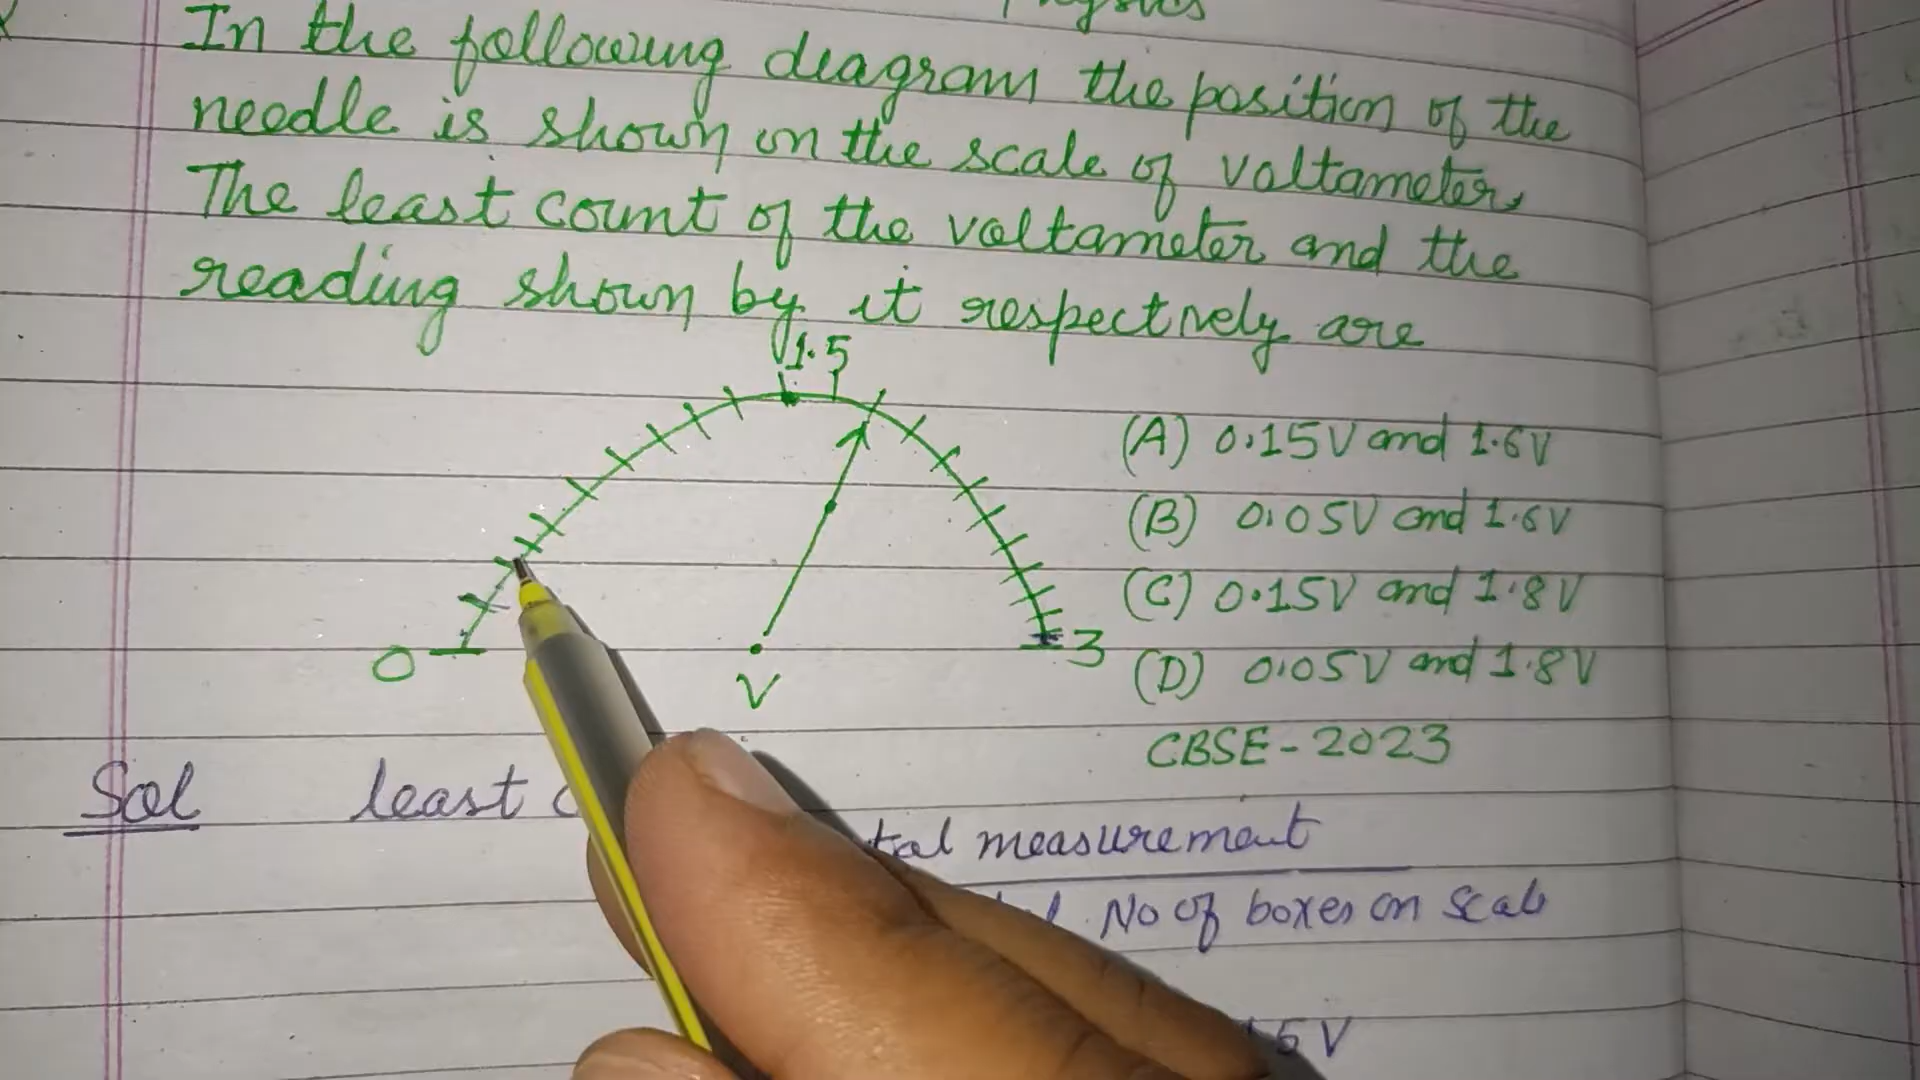 Physics
In the following diagram the position of the
needle is shown on the scale of voltameter,
The least count of the voltameter and the
reading shown by it respectively are
1.5
(A) 0.15V and 1.6V
(B) 0.05V and 1.6V
(C) 0.15V and 1.8V
(D) 0.05V and 1.8V
0
3
V
CBSE-2023
Sol least
measurement
No of boxes on scale
5 V